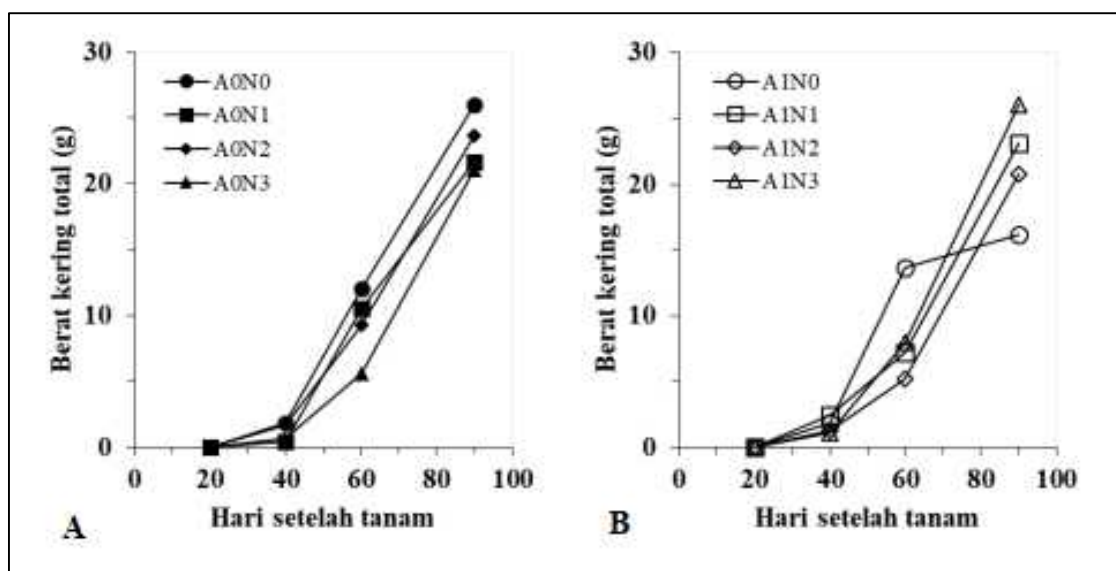 30
20
10
0
Berat kering total (g)
A0N0
A0N1
A0N2
A0N3
0 20 40 60 80 100
Hari setelah tanam
A
30
20
10
0
Berat kering total (g)
A1N0
A1N1
A1N2
A1N3
0 20 40 60 80 100
Hari setelah tanam
B